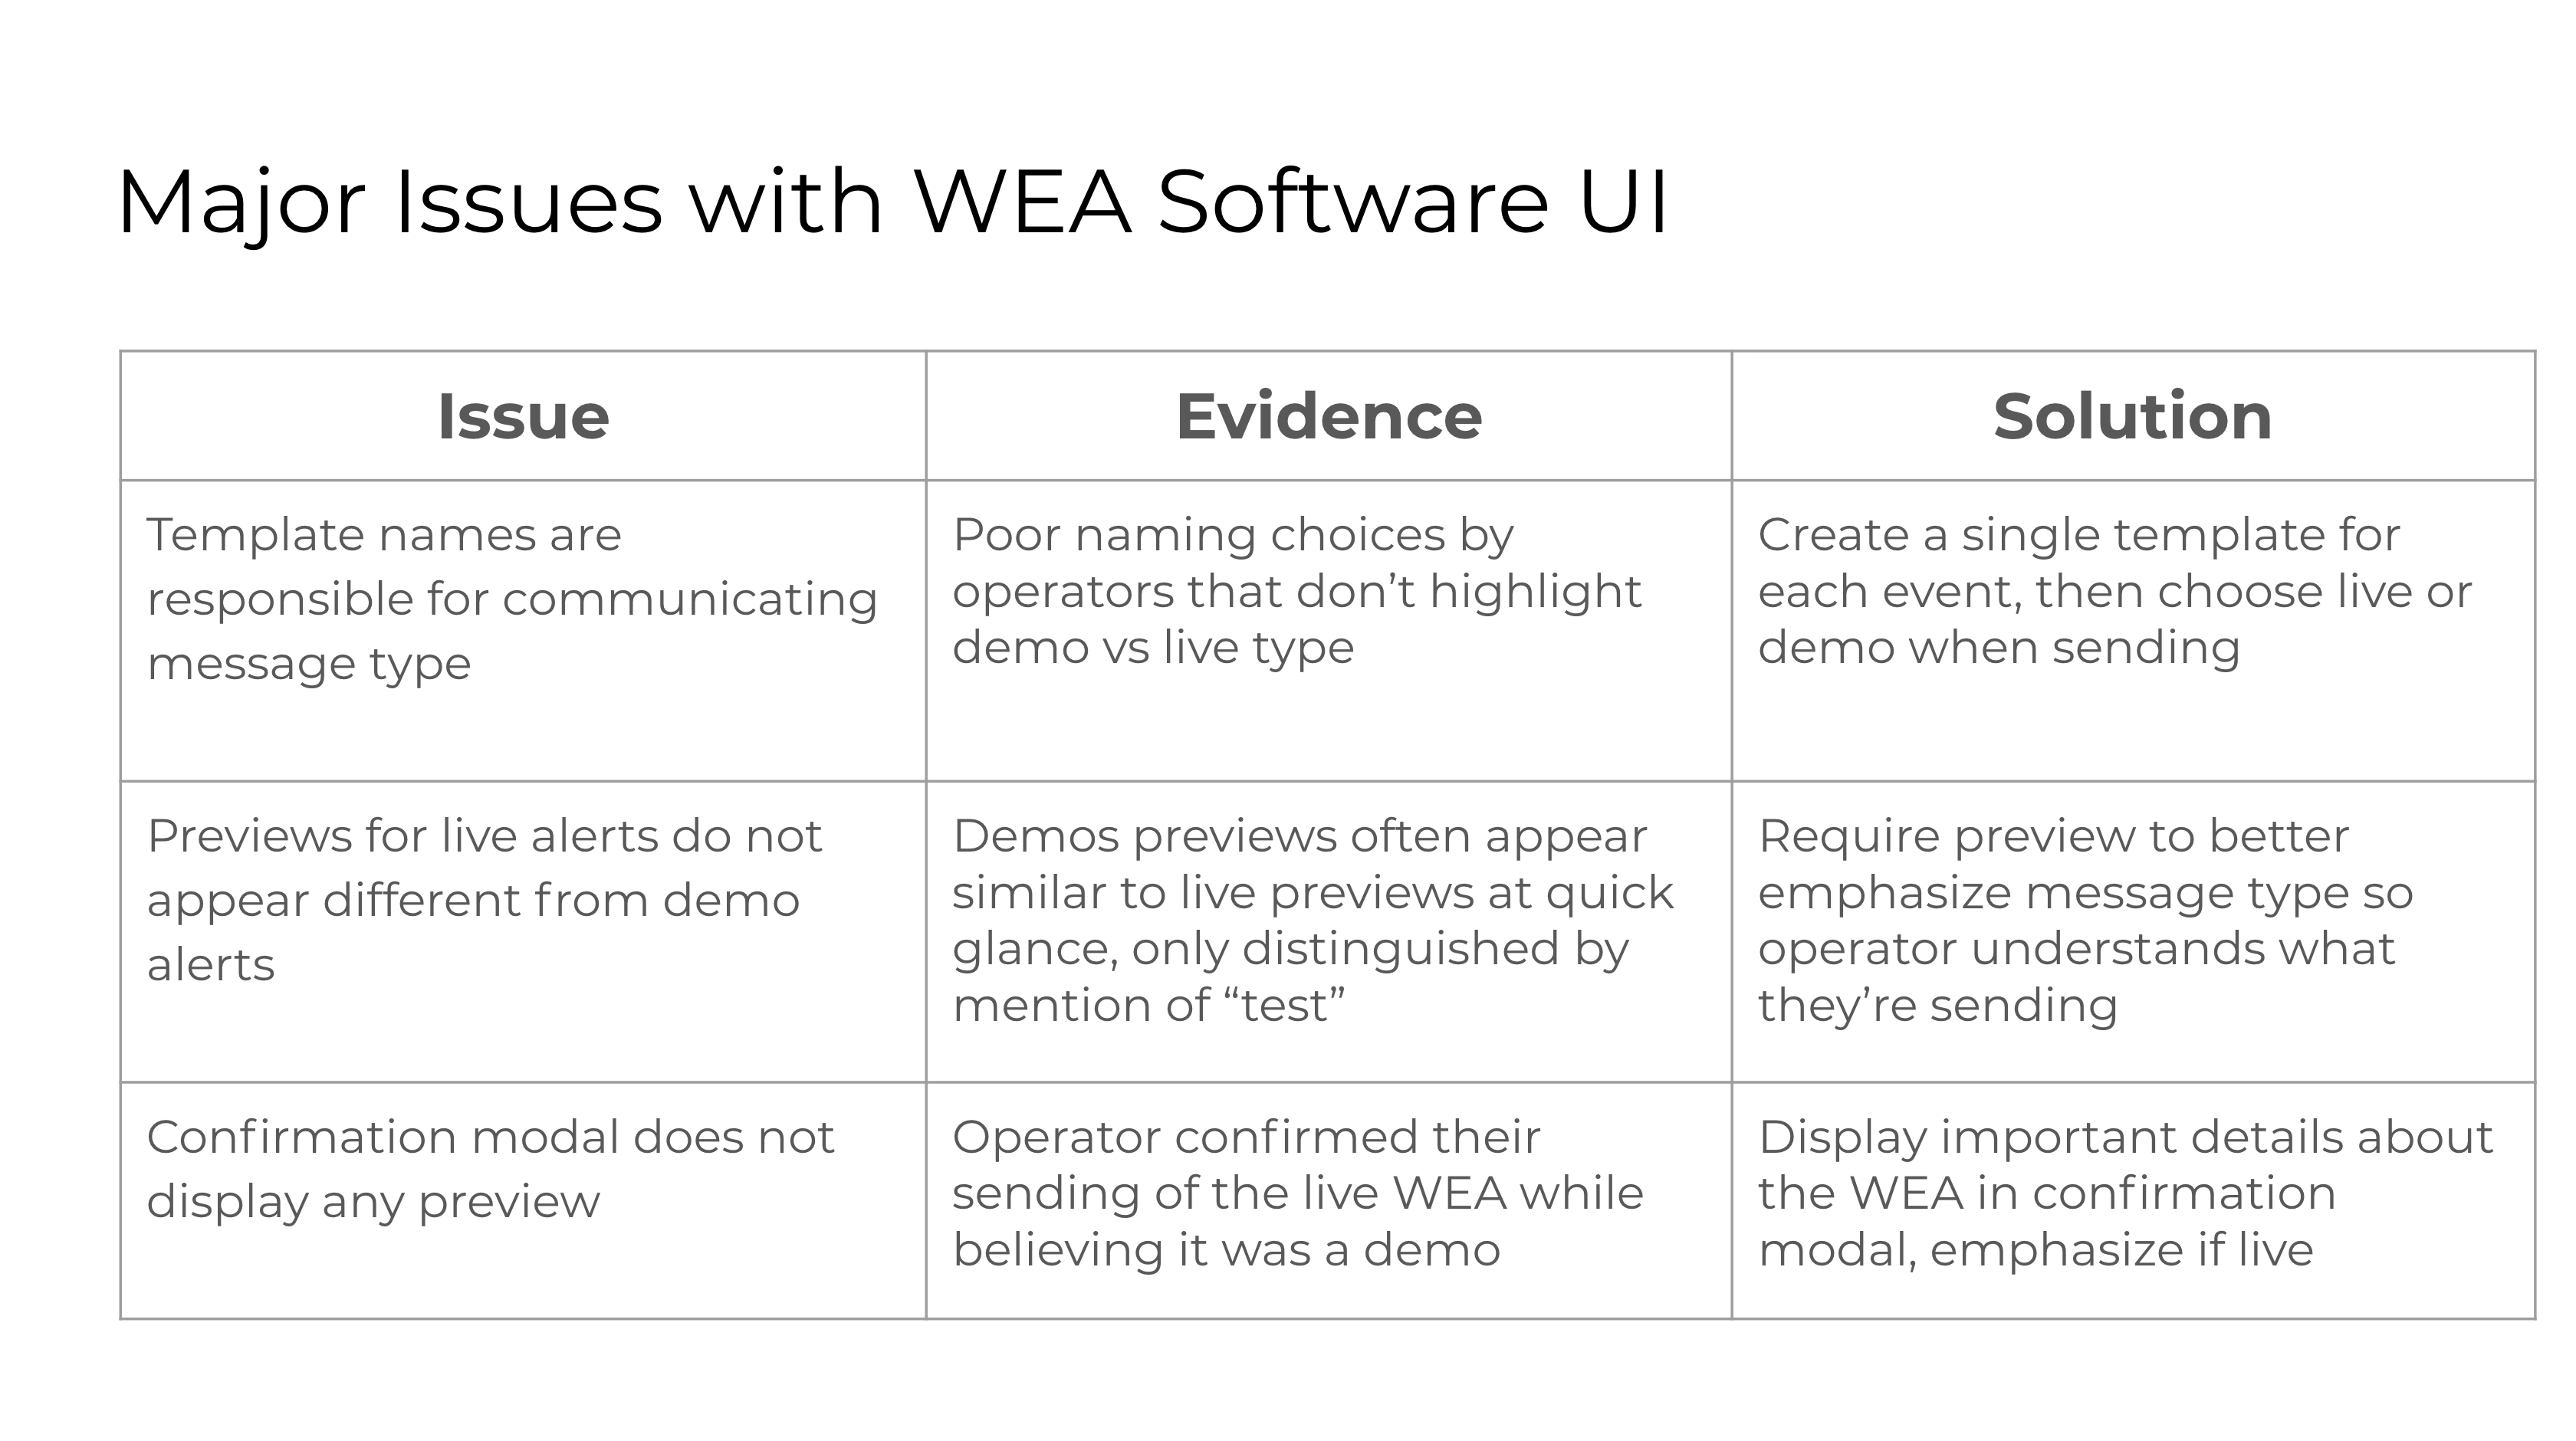 Major Issues with WEA Software UI
Issue
Evidence
Solution
Template names are
responsible for communicating
message type
Poor naming choices by
operators that don’t highlight
demo vs live type
Create a single template for
each event, then choose live or
demo when sending
Previews for live alerts do not
appear different from demo
alerts
Demos previews often appear
similar to live previews at quick
glance, only distinguished by
mention of “test”
Require preview to better
emphasize message type so
operator understands what
they’re sending
Confirmation modal does not
display any preview
Operator confirmed their
sending of the live WEA while
believing it was a demo
Display important details about
the WEA in confirmation
modal, emphasize if live